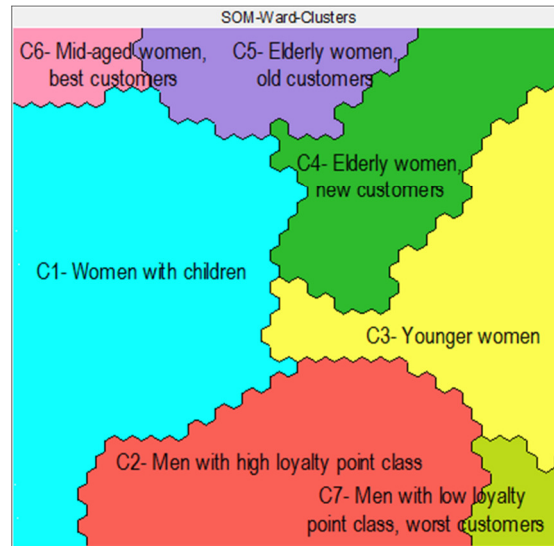 SOM-Ward-Clusters
C6- Mid-aged women,
best customers
C5- Elderly women,
old customers
C4- Elderly women,
new customers
C1- Women with children
C3- Younger women
C2- Men with high loyalty point class
C7- Men with low loyalty
point class, worst customers